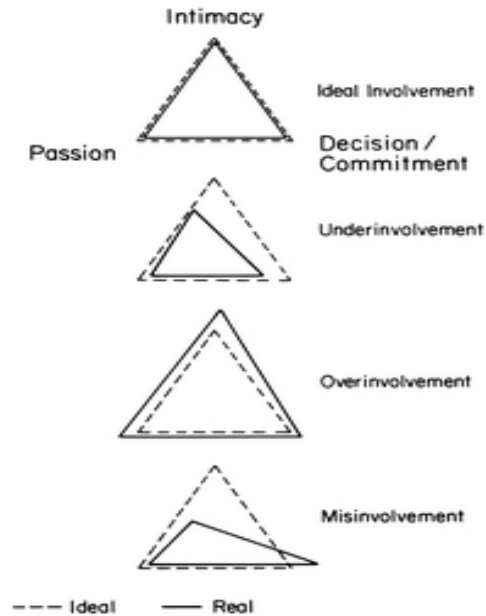 Intimacy
Ideal Involvement
Passion
Decision /
Commitment
Underinvolvement
Overinvolvement
Misinvolvement
Ideal
Real